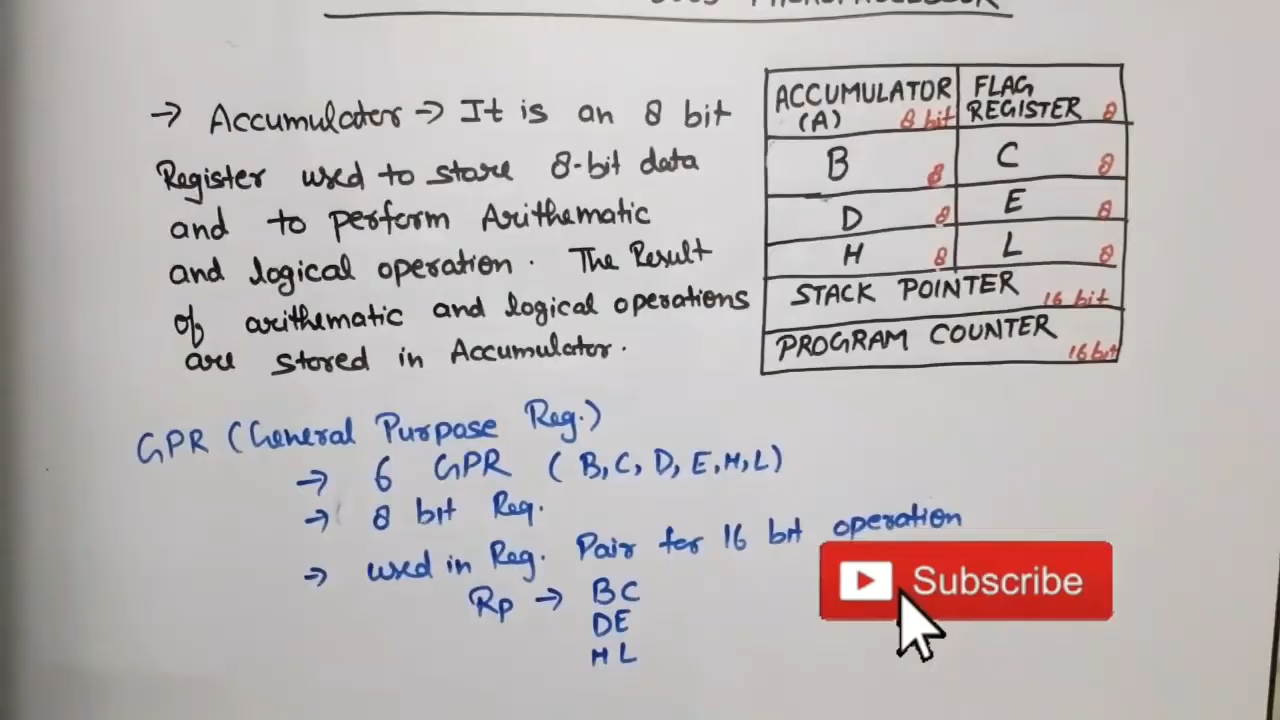 8085 MICROPROCESSOR
→ Accumulator → It is an 8 bit
Register used to store 8-bit data
and to perform Arithematic
and logical operation. The Result
of arithematic and logical operations
are stored in Accumulator.
ACCUMULATOR (A) 8 bit
FLAG REGISTER 8
B 8
C 8
D 8
E 8
H 8
L 8
STACK POINTER 16 bit
PROGRAM COUNTER 16 bit
GPR (General Purpose Reg.)
→ 6 GPR (B, C, D, E, H, L)
→ 8 bit Reg.
→ used in Reg. Pair for 16 bit operation
Rp → BC
DE
HL
Subscribe